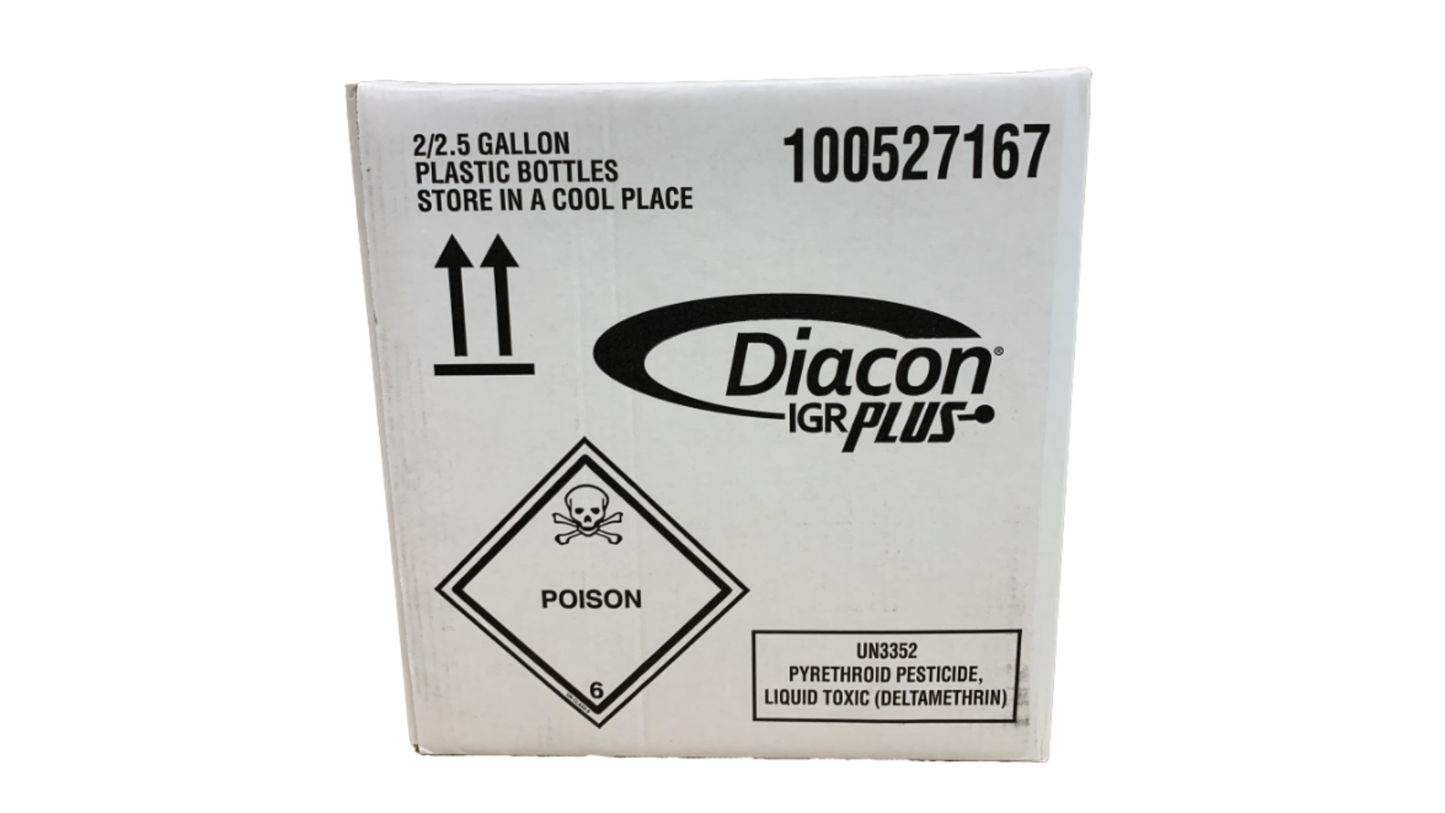 2/2.5 GALLON
PLASTIC BOTTLES
STORE IN A COOL PLACE
100527167
Diacon®
IGR PLUS
POISON
6
UN3352
PYRETHROID PESTICIDE,
LIQUID TOXIC (DELTAMETHRIN)